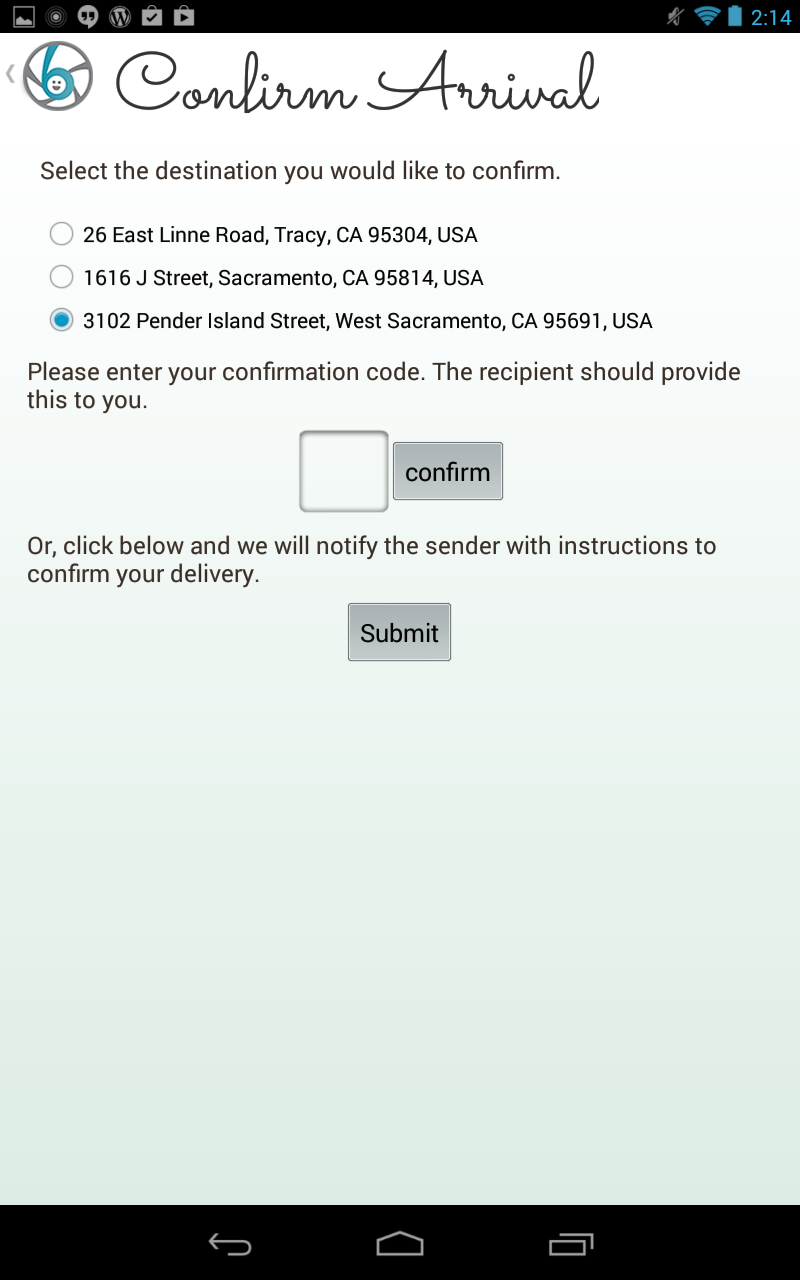 2:14
Confirm Arrival
Select the destination you would like to confirm.
26 East Linne Road, Tracy, CA 95304, USA
1616 J Street, Sacramento, CA 95814, USA
3102 Pender Island Street, West Sacramento, CA 95691, USA
Please enter your confirmation code. The recipient should provide
this to you.
confirm
Or, click below and we will notify the sender with instructions to
confirm your delivery.
Submit